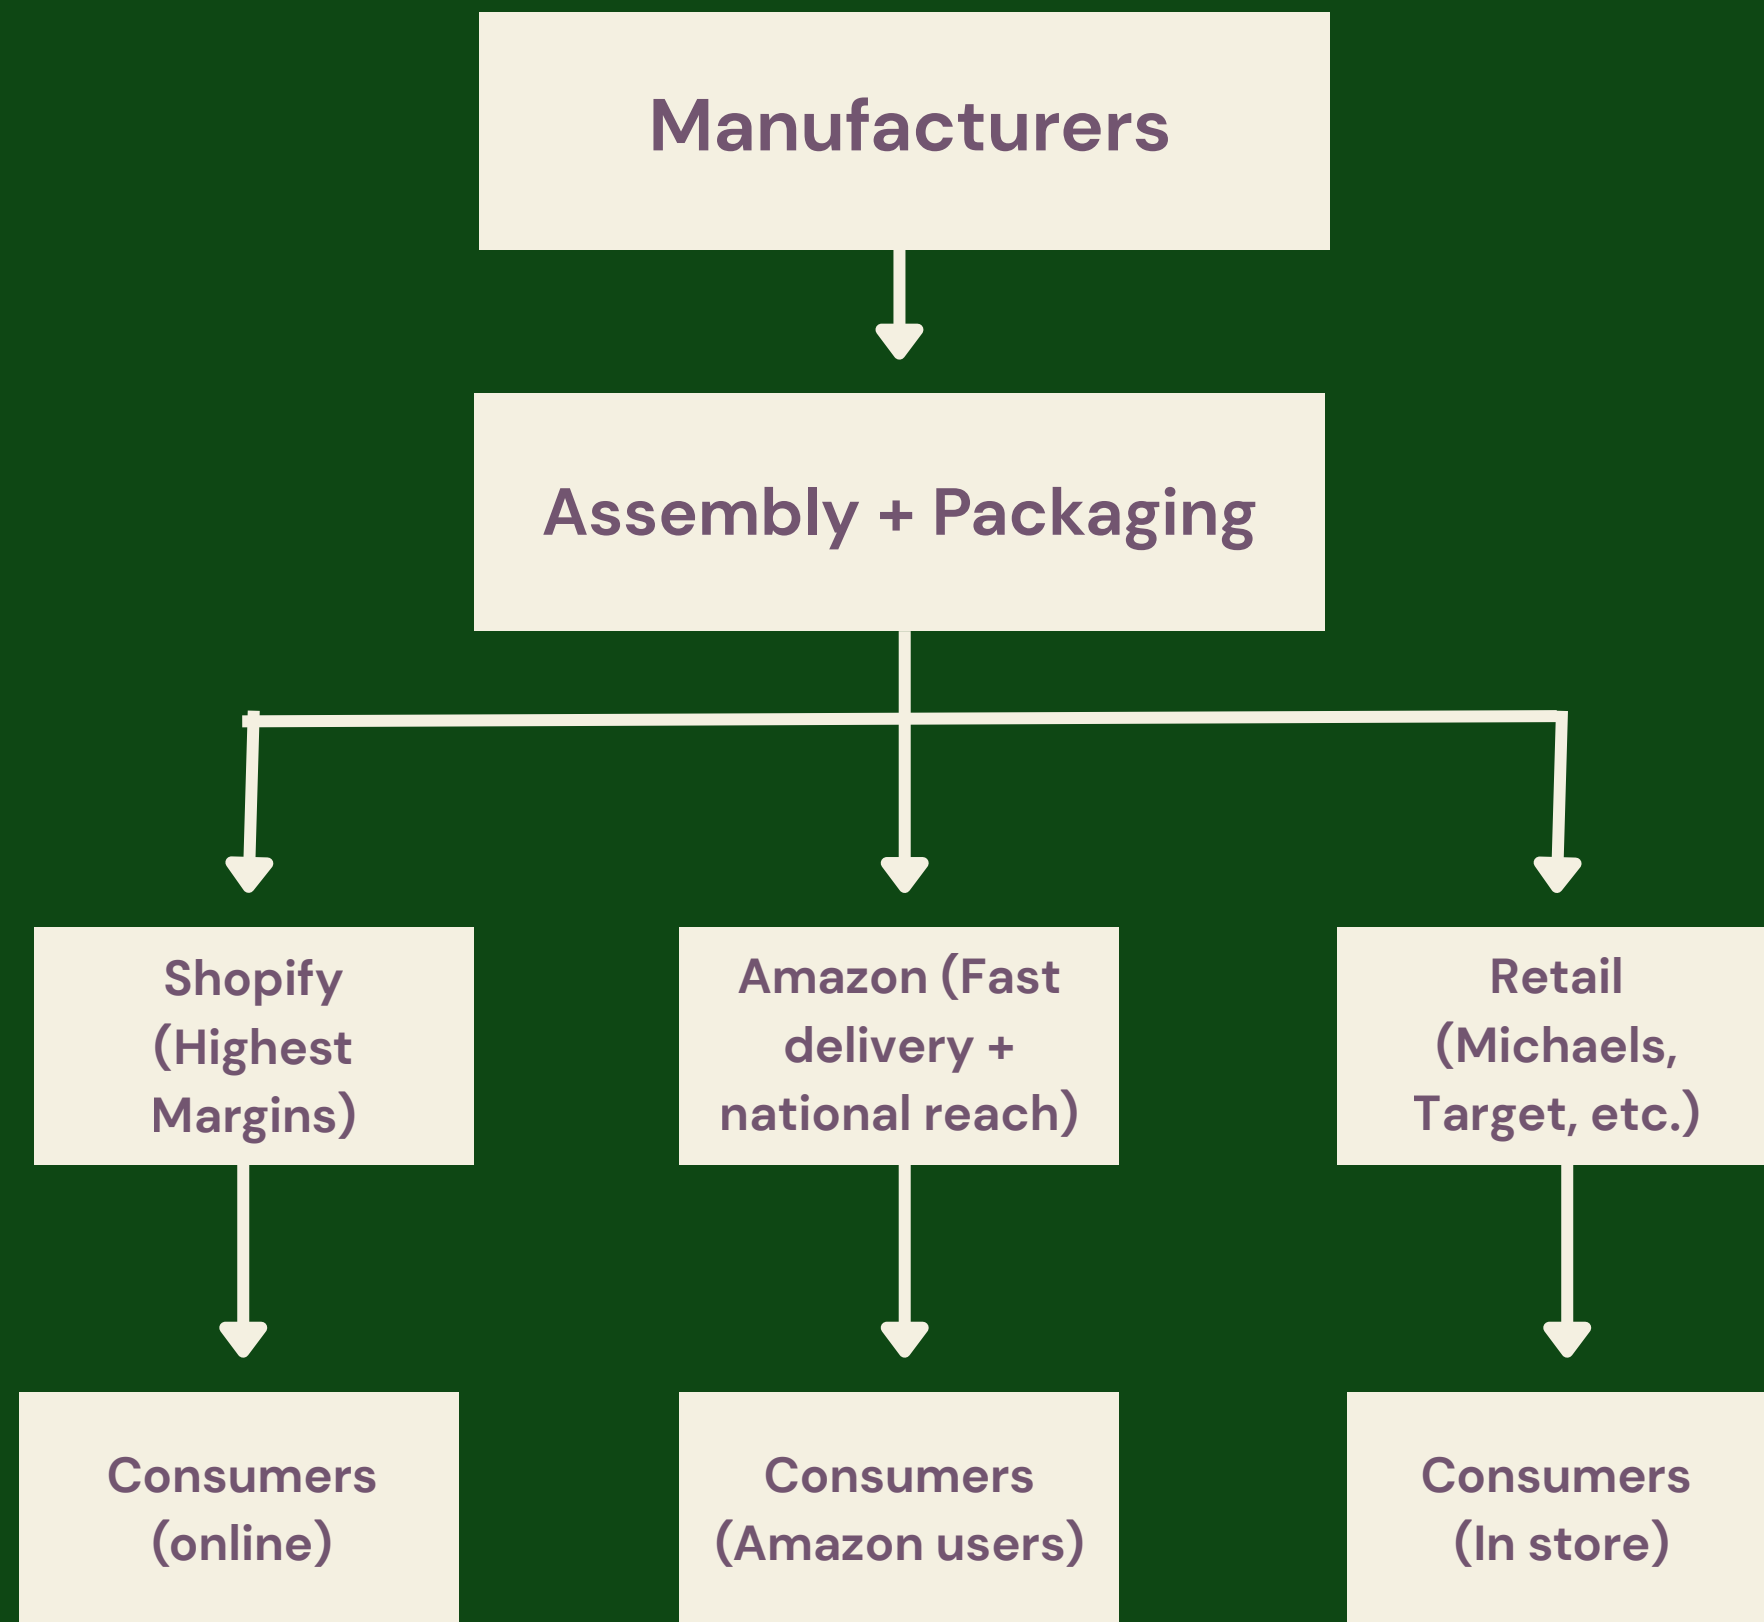 Manufacturers
Assembly + Packaging
Shopify
(Highest
Margins)
Amazon (Fast
delivery +
national reach)
Retail
(Michaels,
Target, etc.)
Consumers
(online)
Consumers
(Amazon users)
Consumers
(In store)